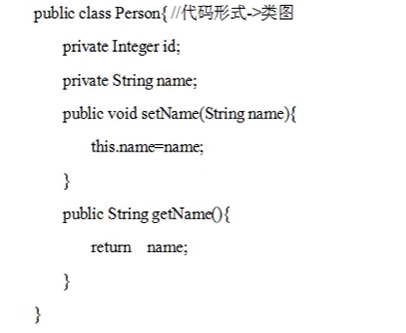 public class Person{ //代码形式->类图
private Integer id;
private String name;
public void setName(String name){
this.name=name;
}
public String getName(){
return name;
}
}